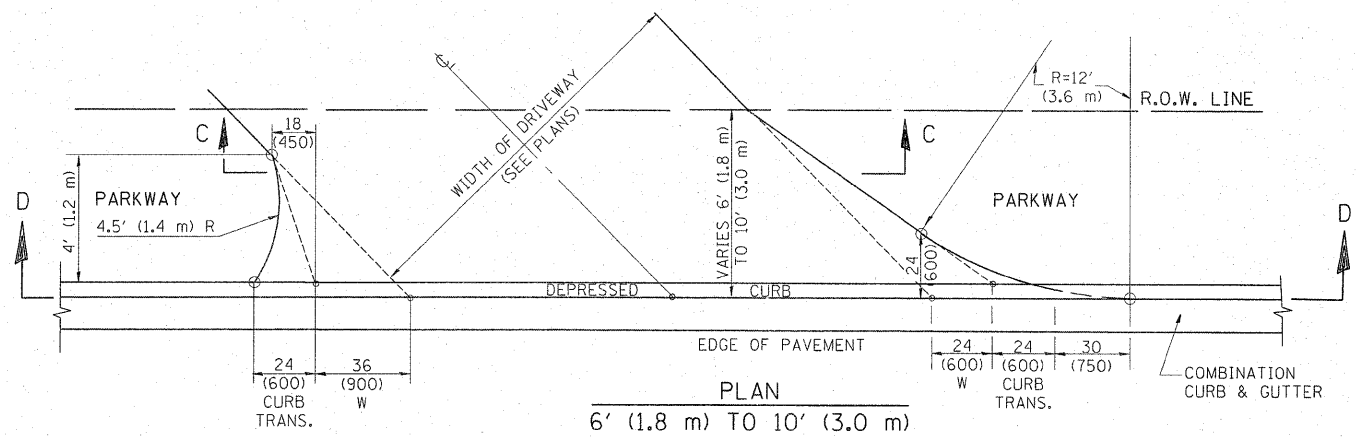 R=12'
(3.6 m)
R.O.W. LINE
C
18
(450)
WIDTH OF DRIVEWAY
(SEE PLANS)
℄
C
VARIES 6' (1.8 m)
TO 10' (3.0 m)
D
4' (1.2 m)
PARKWAY
4.5' (1.4 m) R
PARKWAY
D
24
(600)
DEPRESSED CURB
EDGE OF PAVEMENT
24
(600)
CURB
TRANS.
36
(900)
W
24
(600)
W
24
(600)
CURB
TRANS.
30
(750)
COMBINATION
CURB & GUTTER
PLAN
6' (1.8 m) TO 10' (3.0 m)